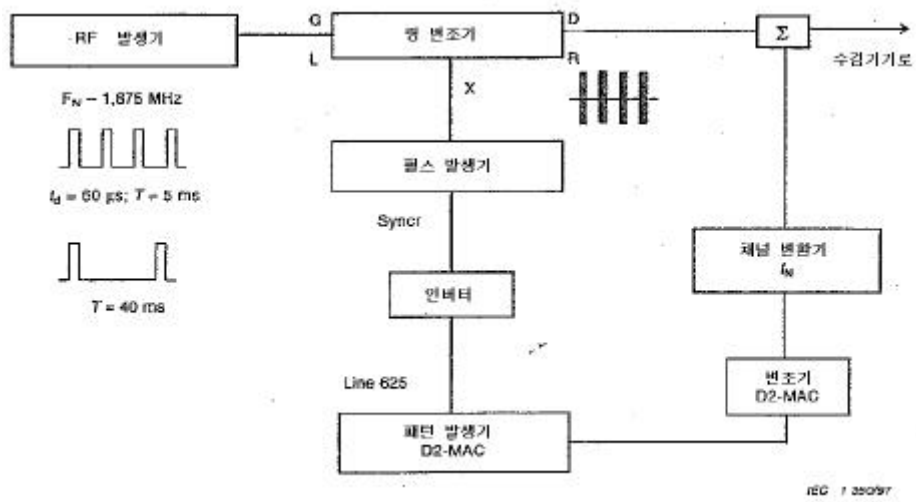 RF 발생기
G
링 변조기
D
Σ
L
R
수검기기로
X
F_N – 1,875 MHz
펄스 발생기
t_d = 60 μs; T = 5 ms
Syncr
채널 변환기
f_N
인버터
T = 40 ms
Line 625
변조기
D2-MAC
패턴 발생기
D2-MAC
IEC 1 350/97